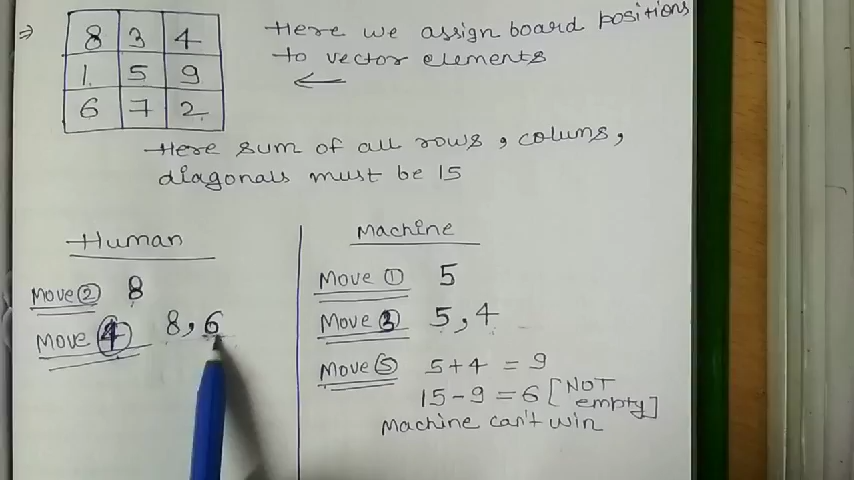 ⇒
8 3 4
1 5 9
6 7 2
Here we assign board positions
to vector elements
←
Here sum of all rows, colums,
diagonals must be 15
Human
Move ② 8
Move ④ 8, 6
Machine
Move ① 5
Move ③ 5, 4
Move ⑤ 5+4 = 9
15-9 = 6 [NOT
empty]
Machine can't win